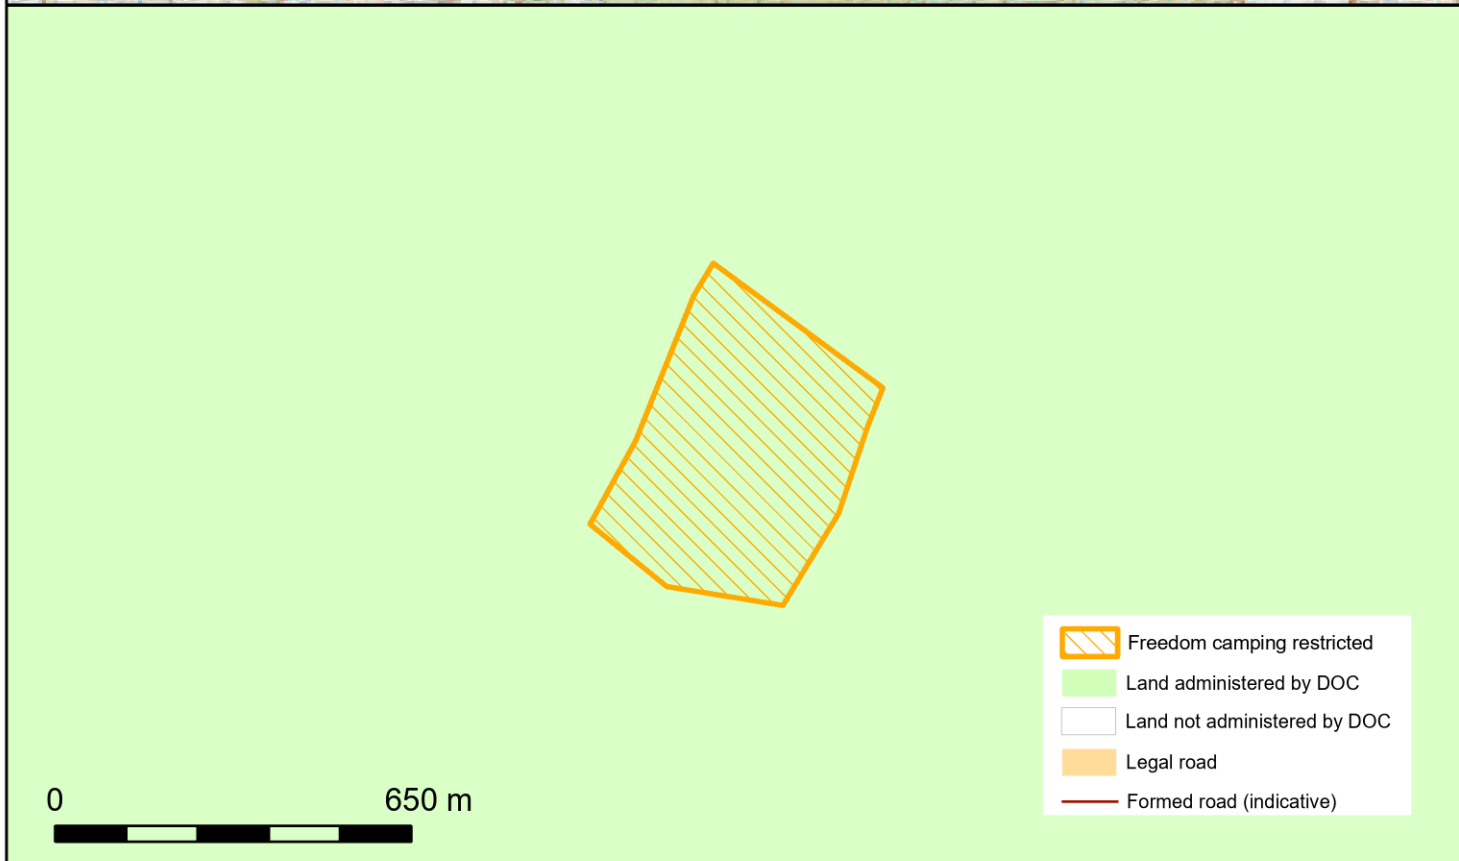 Freedom camping restricted
Land administered by DOC
Land not administered by DOC
Legal road
Formed road (indicative)
0 650 m